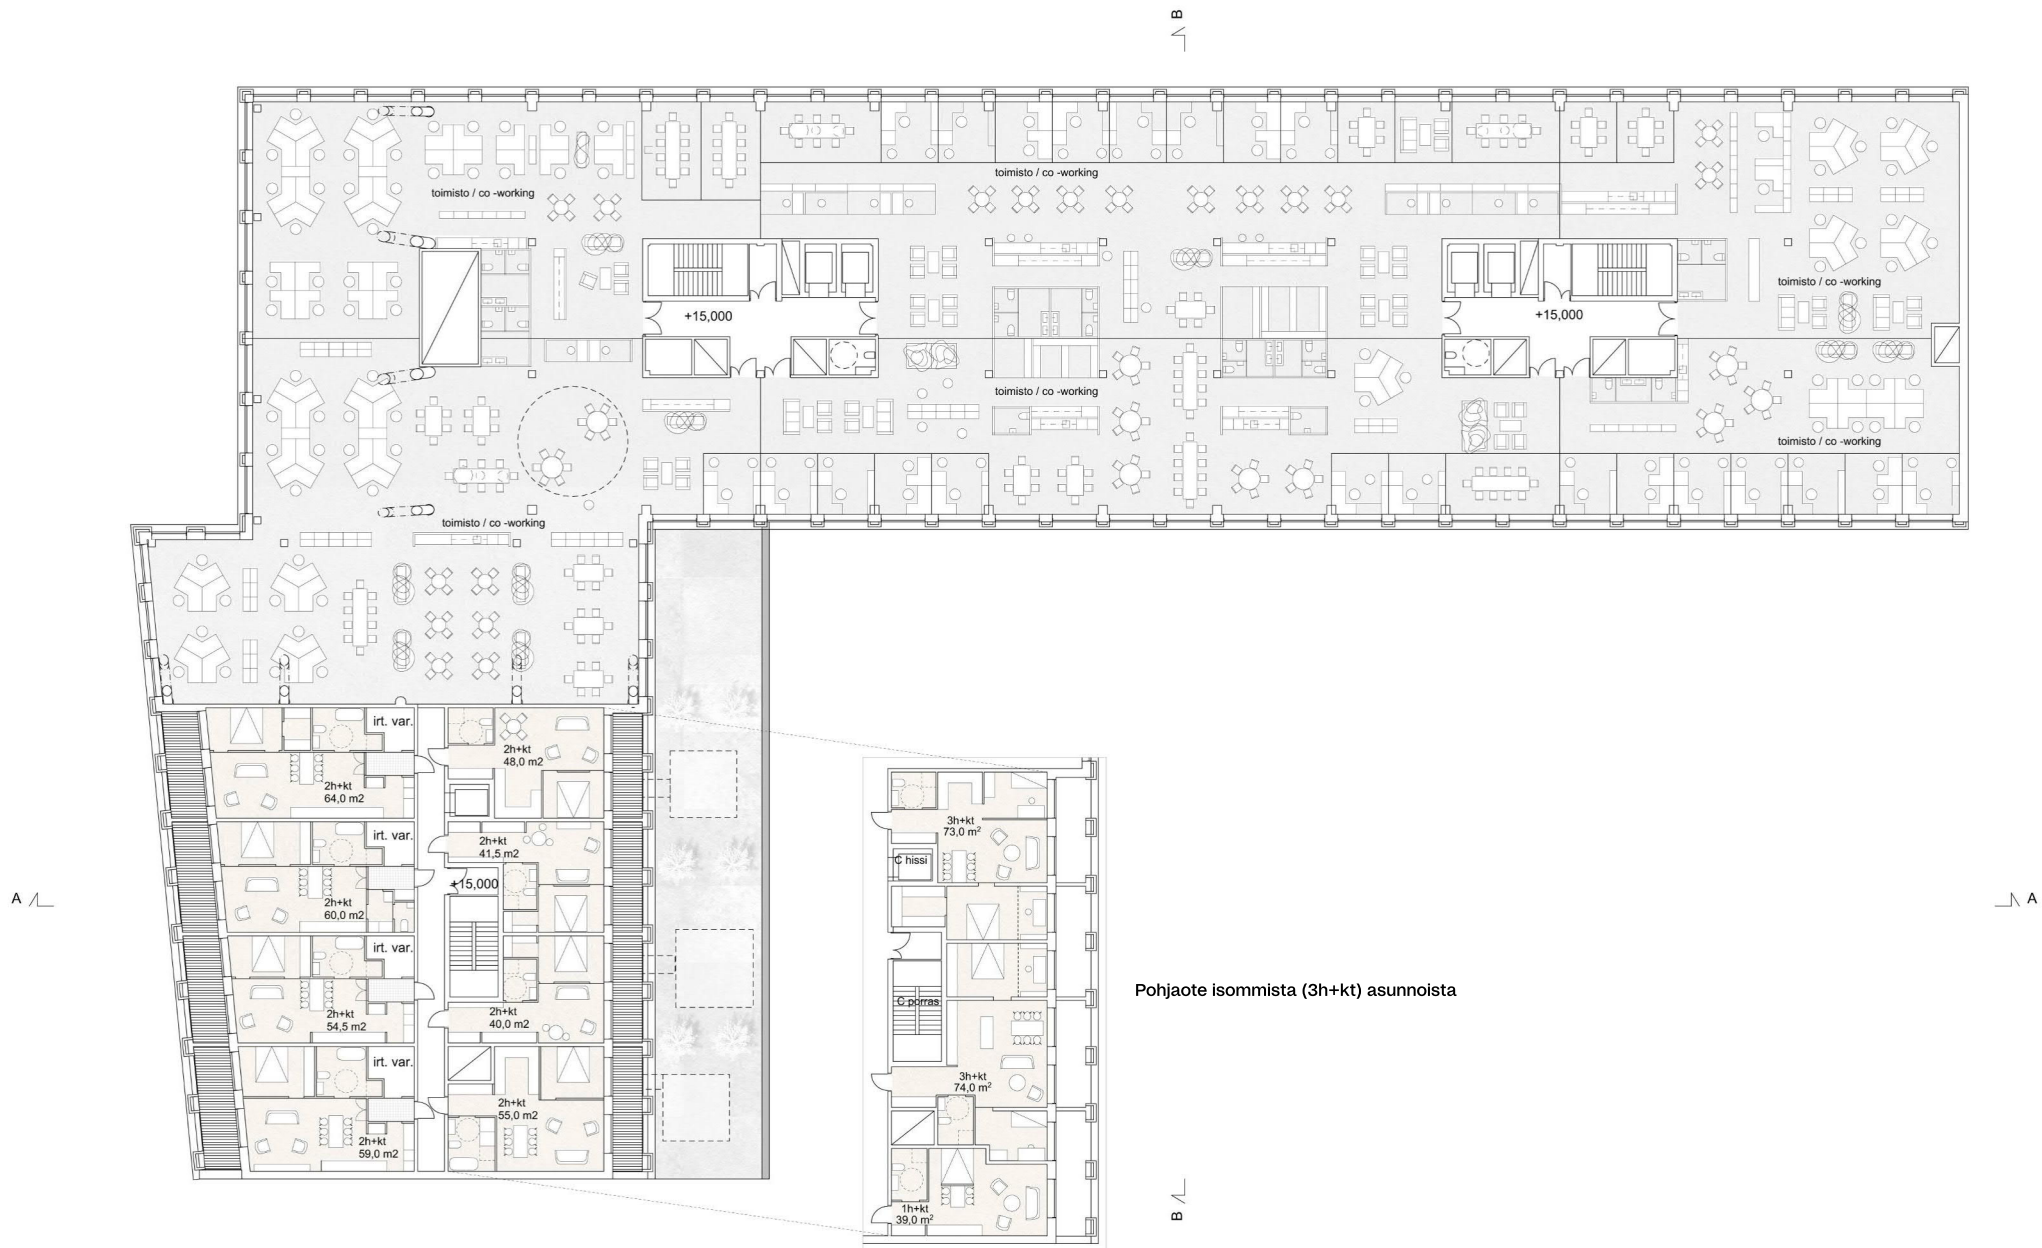 B
toimisto / co -working
toimisto / co -working
toimisto / co -working
+15,000
+15,000
toimisto / co -working
toimisto / co -working
toimisto / co -working
irt. var.
2h+kt
48,0 m2
2h+kt
64,0 m2
irt. var.
2h+kt
41,5 m2
+15,000
2h+kt
60,0 m2
irt. var.
2h+kt
54,5 m2
2h+kt
40,0 m2
irt. var.
2h+kt
55,0 m2
2h+kt
59,0 m2
3h+kt
73,0 m²
C hissi
C porras
3h+kt
74,0 m²
1h+kt
39,0 m²
A
A
Pohjaote isommista (3h+kt) asunnoista
B